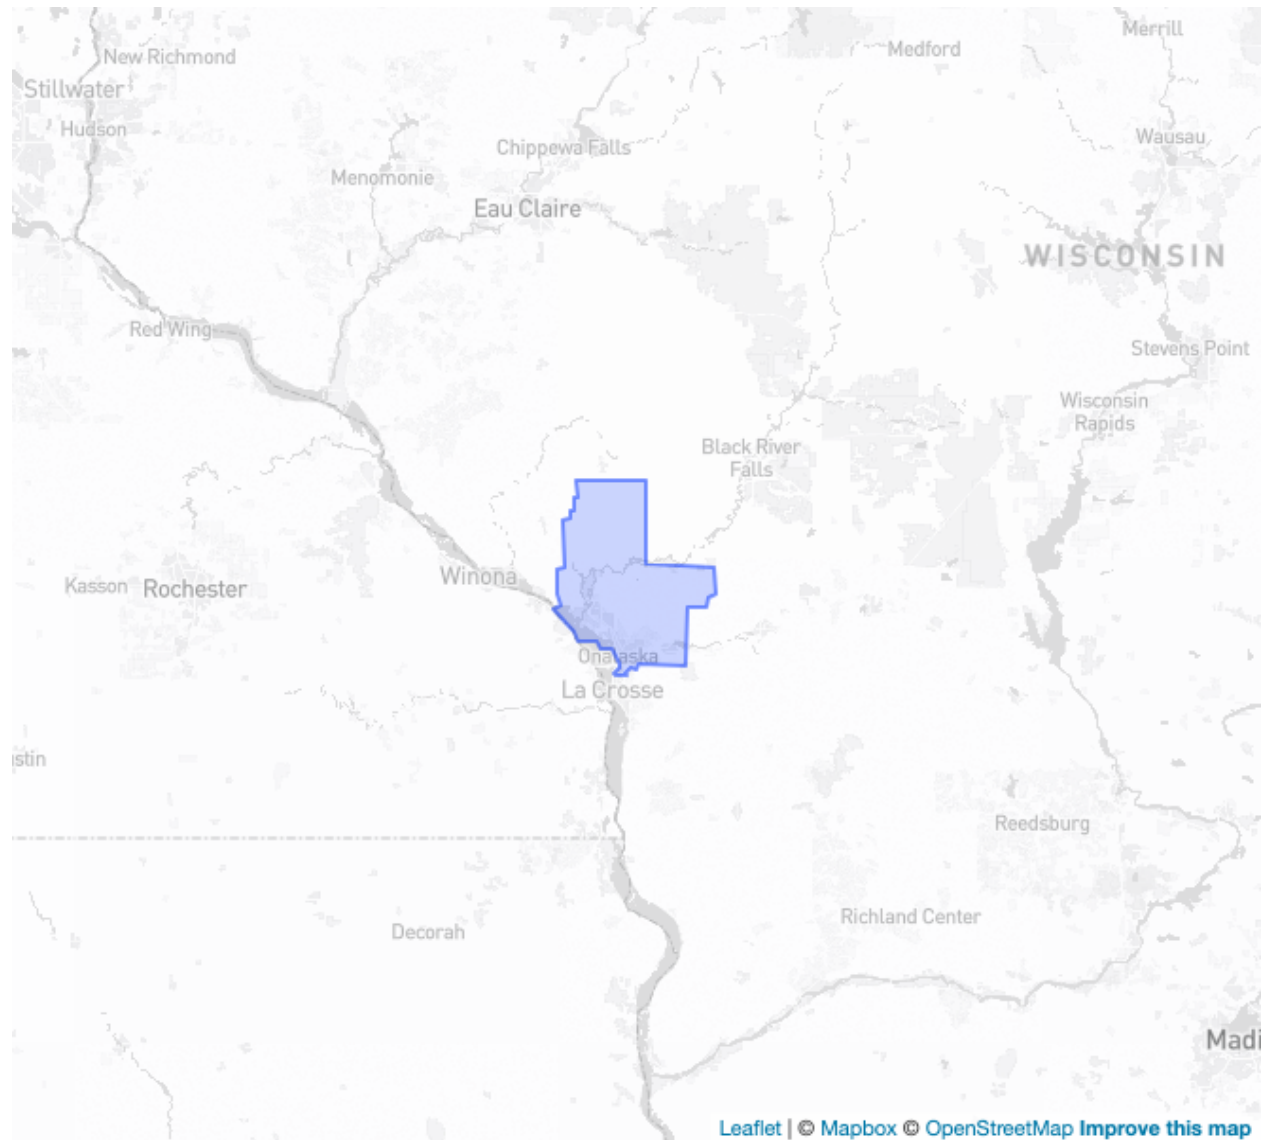 Merrill
Medford
New Richmond
Stillwater
Hudson
Chippewa Falls
Wausau
Menomonie
Eau Claire
WISCONSIN
Red Wing
Stevens Point
Wisconsin
Rapids
Black River
Falls
Winona
Kasson
Rochester
Onalaska
La Crosse
stin
Reedsburg
Richland Center
Decorah
Madi
Leaflet | © Mapbox © OpenStreetMap Improve this map